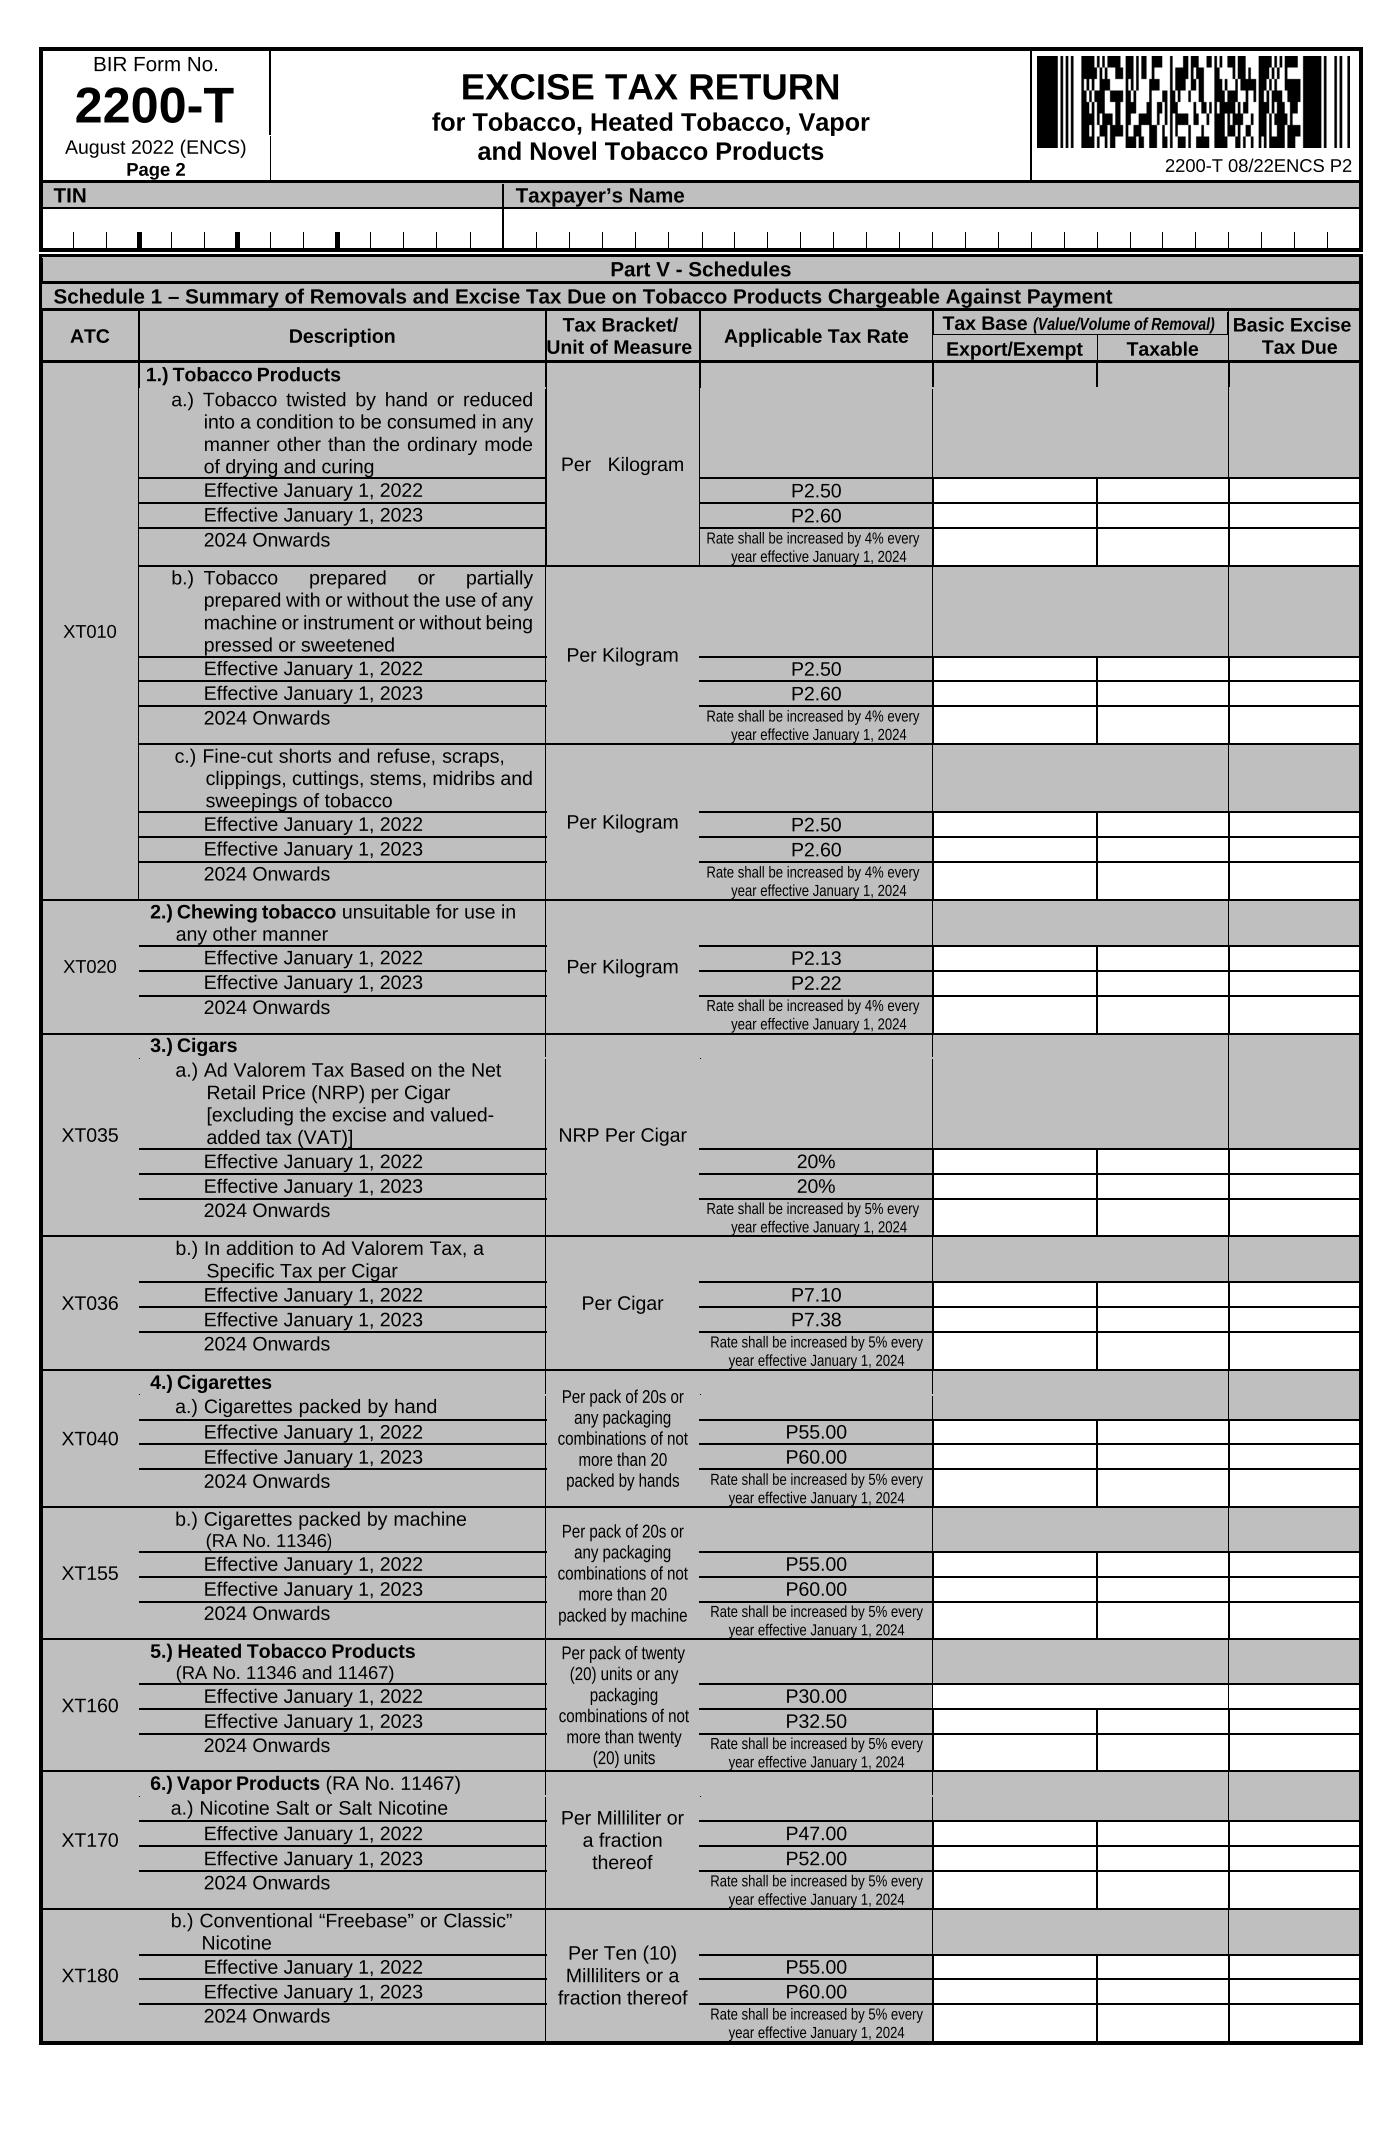 BIR Form No.
2200-T
August 2022 (ENCS)
Page 2
EXCISE TAX RETURN
for Tobacco, Heated Tobacco, Vapor
and Novel Tobacco Products
2200-T 08/22ENCS P2
TIN
Taxpayer’s Name
Part V - Schedules
Schedule 1 – Summary of Removals and Excise Tax Due on Tobacco Products Chargeable Against Payment
ATC
Description
Tax Bracket/
Unit of Measure
Applicable Tax Rate
Tax Base (Value/Volume of Removal)
Export/Exempt
Taxable
Basic Excise
Tax Due
XT010
1.) Tobacco Products
a.) Tobacco twisted by hand or reduced
into a condition to be consumed in any
manner other than the ordinary mode
of drying and curing
Per Kilogram
Effective January 1, 2022
P2.50
Effective January 1, 2023
P2.60
2024 Onwards
Rate shall be increased by 4% every
year effective January 1, 2024
b.) Tobacco prepared or partially
prepared with or without the use of any
machine or instrument or without being
pressed or sweetened
Per Kilogram
Effective January 1, 2022
P2.50
Effective January 1, 2023
P2.60
2024 Onwards
Rate shall be increased by 4% every
year effective January 1, 2024
c.) Fine-cut shorts and refuse, scraps,
clippings, cuttings, stems, midribs and
sweepings of tobacco
Per Kilogram
Effective January 1, 2022
P2.50
Effective January 1, 2023
P2.60
2024 Onwards
Rate shall be increased by 4% every
year effective January 1, 2024
XT020
2.) Chewing tobacco unsuitable for use in
any other manner
Per Kilogram
Effective January 1, 2022
P2.13
Effective January 1, 2023
P2.22
2024 Onwards
Rate shall be increased by 4% every
year effective January 1, 2024
XT035
3.) Cigars
a.) Ad Valorem Tax Based on the Net
Retail Price (NRP) per Cigar
[excluding the excise and valued-
added tax (VAT)]
NRP Per Cigar
Effective January 1, 2022
20%
Effective January 1, 2023
20%
2024 Onwards
Rate shall be increased by 5% every
year effective January 1, 2024
XT036
b.) In addition to Ad Valorem Tax, a
Specific Tax per Cigar
Per Cigar
Effective January 1, 2022
P7.10
Effective January 1, 2023
P7.38
2024 Onwards
Rate shall be increased by 5% every
year effective January 1, 2024
XT040
4.) Cigarettes
a.) Cigarettes packed by hand
Per pack of 20s or
any packaging
combinations of not
more than 20
packed by hands
Effective January 1, 2022
P55.00
Effective January 1, 2023
P60.00
2024 Onwards
Rate shall be increased by 5% every
year effective January 1, 2024
XT155
b.) Cigarettes packed by machine
(RA No. 11346)
Per pack of 20s or
any packaging
combinations of not
more than 20
packed by machine
Effective January 1, 2022
P55.00
Effective January 1, 2023
P60.00
2024 Onwards
Rate shall be increased by 5% every
year effective January 1, 2024
XT160
5.) Heated Tobacco Products
(RA No. 11346 and 11467)
Per pack of twenty
(20) units or any
packaging
combinations of not
more than twenty
(20) units
Effective January 1, 2022
P30.00
Effective January 1, 2023
P32.50
2024 Onwards
Rate shall be increased by 5% every
year effective January 1, 2024
XT170
6.) Vapor Products (RA No. 11467)
a.) Nicotine Salt or Salt Nicotine
Per Milliliter or
a fraction
thereof
Effective January 1, 2022
P47.00
Effective January 1, 2023
P52.00
2024 Onwards
Rate shall be increased by 5% every
year effective January 1, 2024
XT180
b.) Conventional “Freebase” or Classic”
Nicotine
Per Ten (10)
Milliliters or a
fraction thereof
Effective January 1, 2022
P55.00
Effective January 1, 2023
P60.00
2024 Onwards
Rate shall be increased by 5% every
year effective January 1, 2024